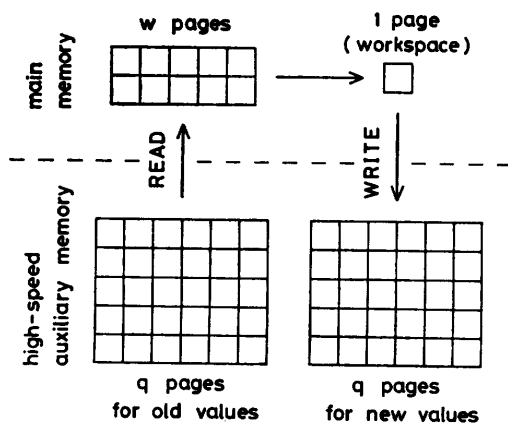 main
memory
w pages
1 page
(workspace)
READ
WRITE
high-speed
auxiliary memory
q pages
for old values
q pages
for new values